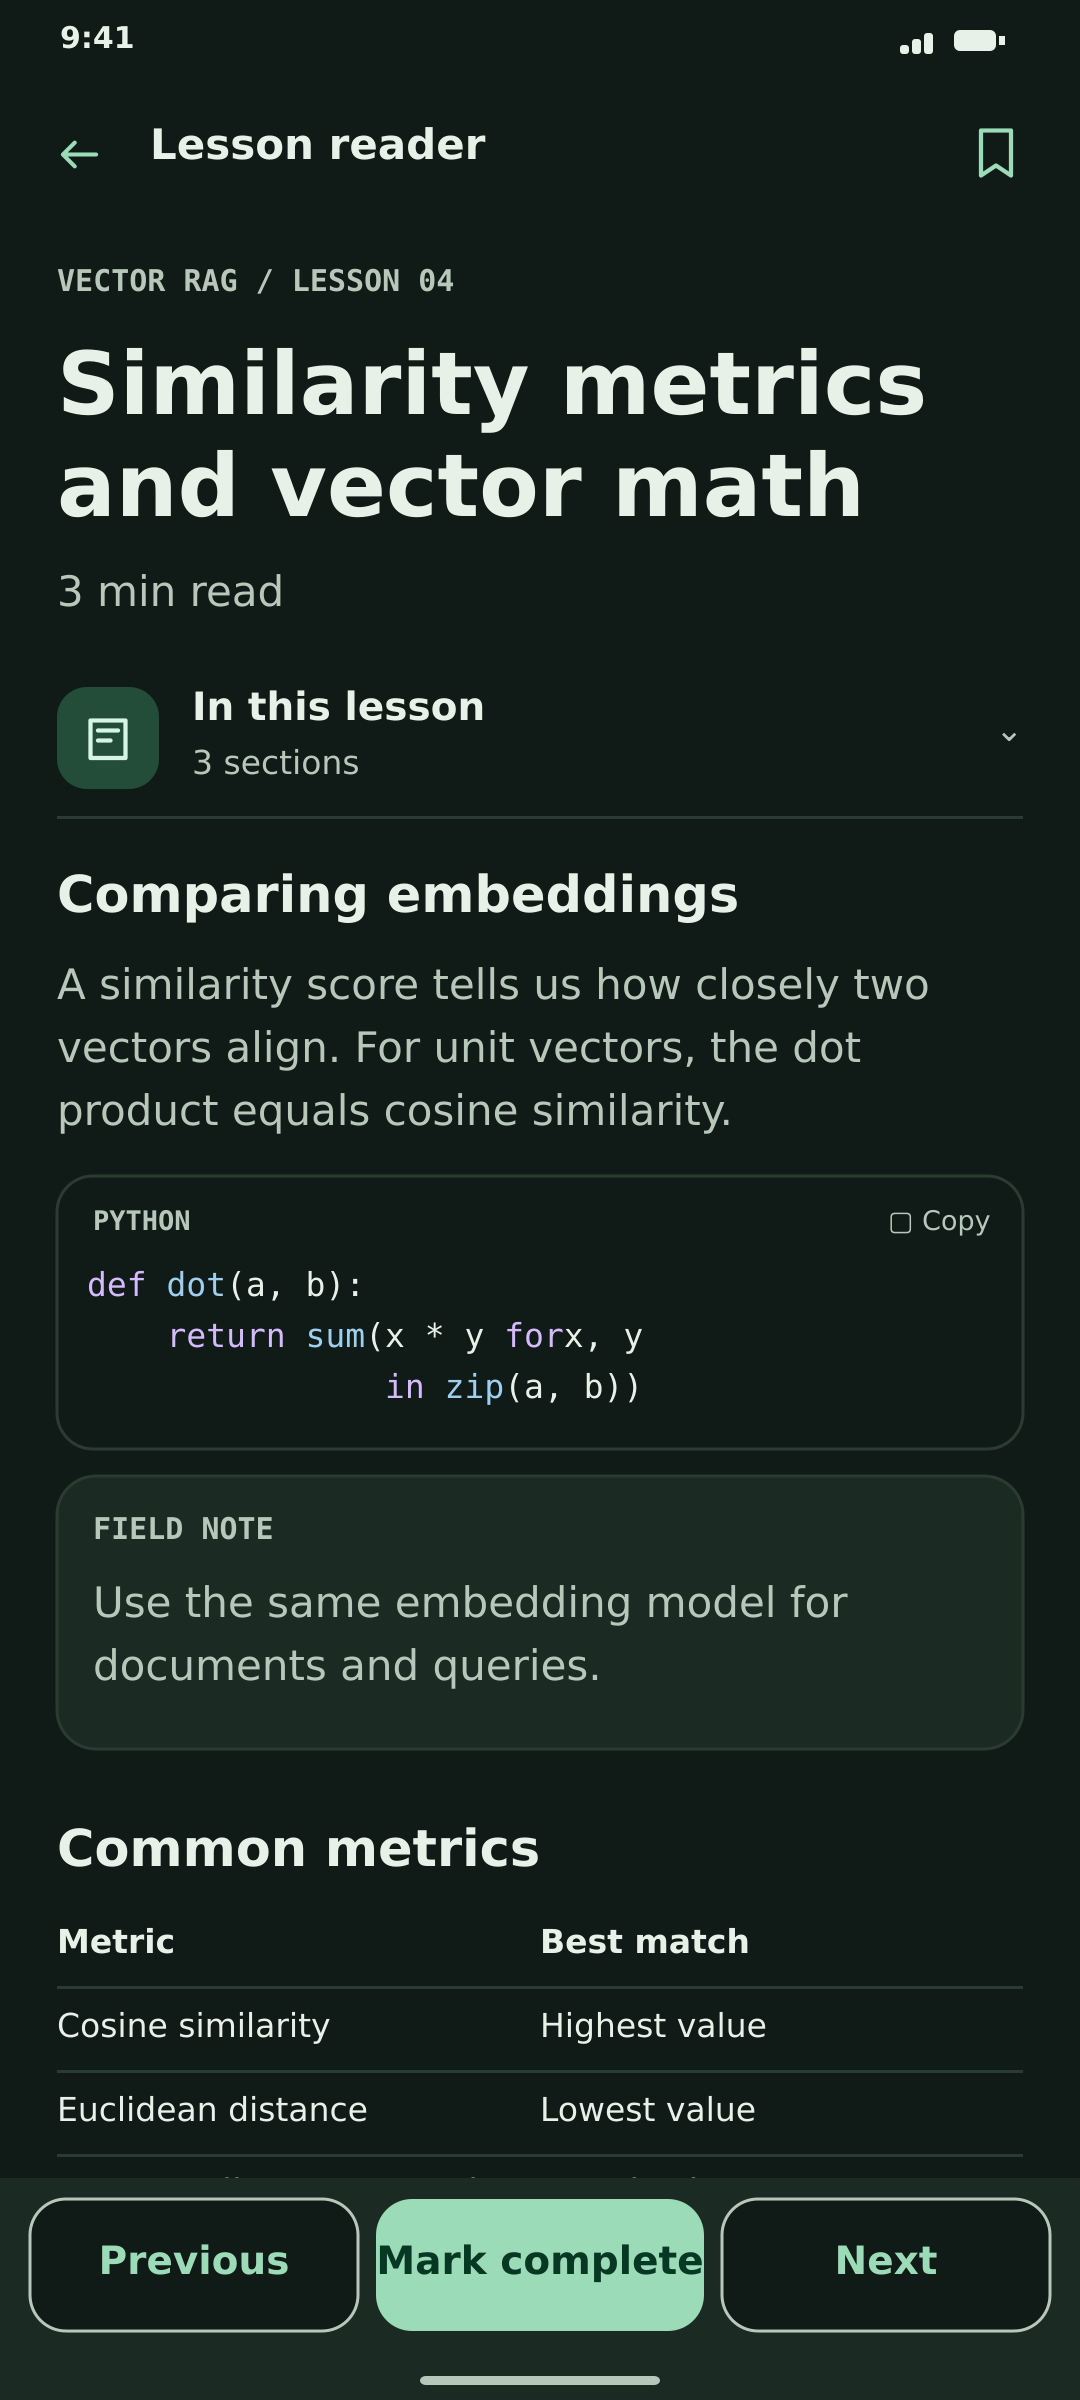 9:41
Lesson reader
VECTOR RAG / LESSON 04
Similarity metrics
and vector math
3 min read
In this lesson
3 sections
Comparing embeddings
A similarity score tells us how closely two
vectors align. For unit vectors, the dot
product equals cosine similarity.
PYTHON
Copy
def dot(a, b):
    return sum(x * y forx, y
               in zip(a, b))
FIELD NOTE
Use the same embedding model for
documents and queries.
Common metrics
Metric Best match
Cosine similarity Highest value
Euclidean distance Lowest value
Previous Mark complete Next